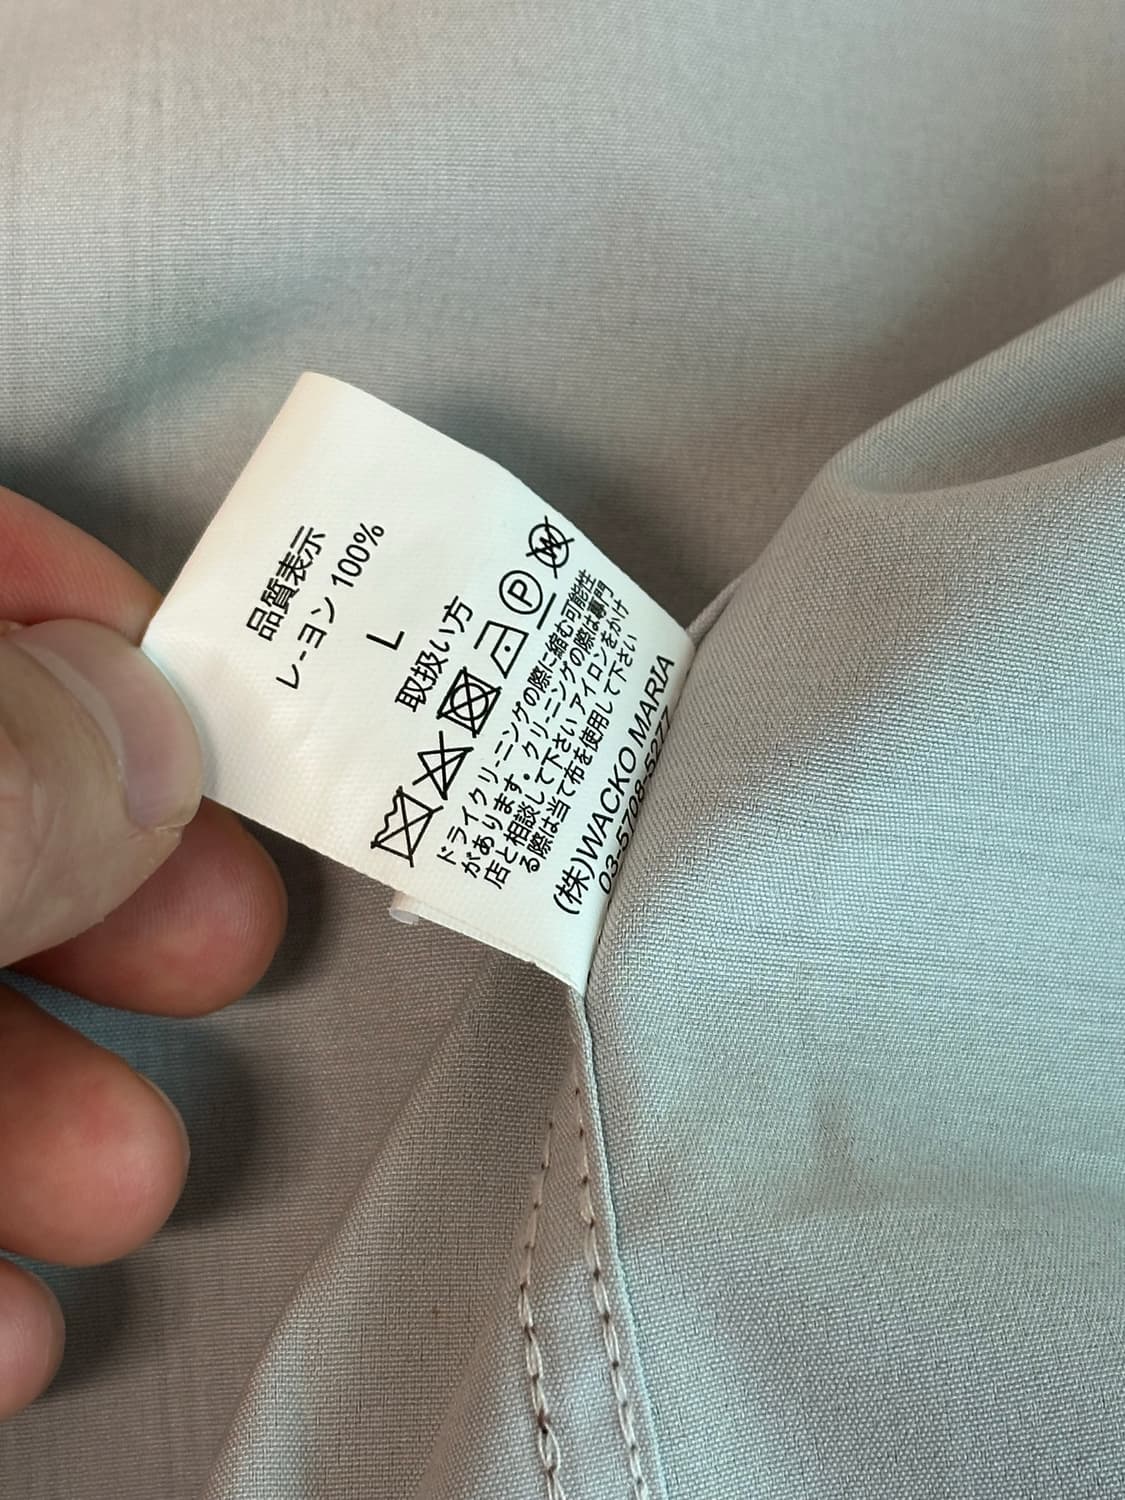 品質表示
レ-ヨン 100%
L
取扱い方
P
W
ドライクリーニングの際に縮む可能性
があります・クリーニングの際は専門
店と相談して下さい アイロンをかけ
る際は当て布を使用して下さい
(株)WACKO MARIA
03-5708-5277